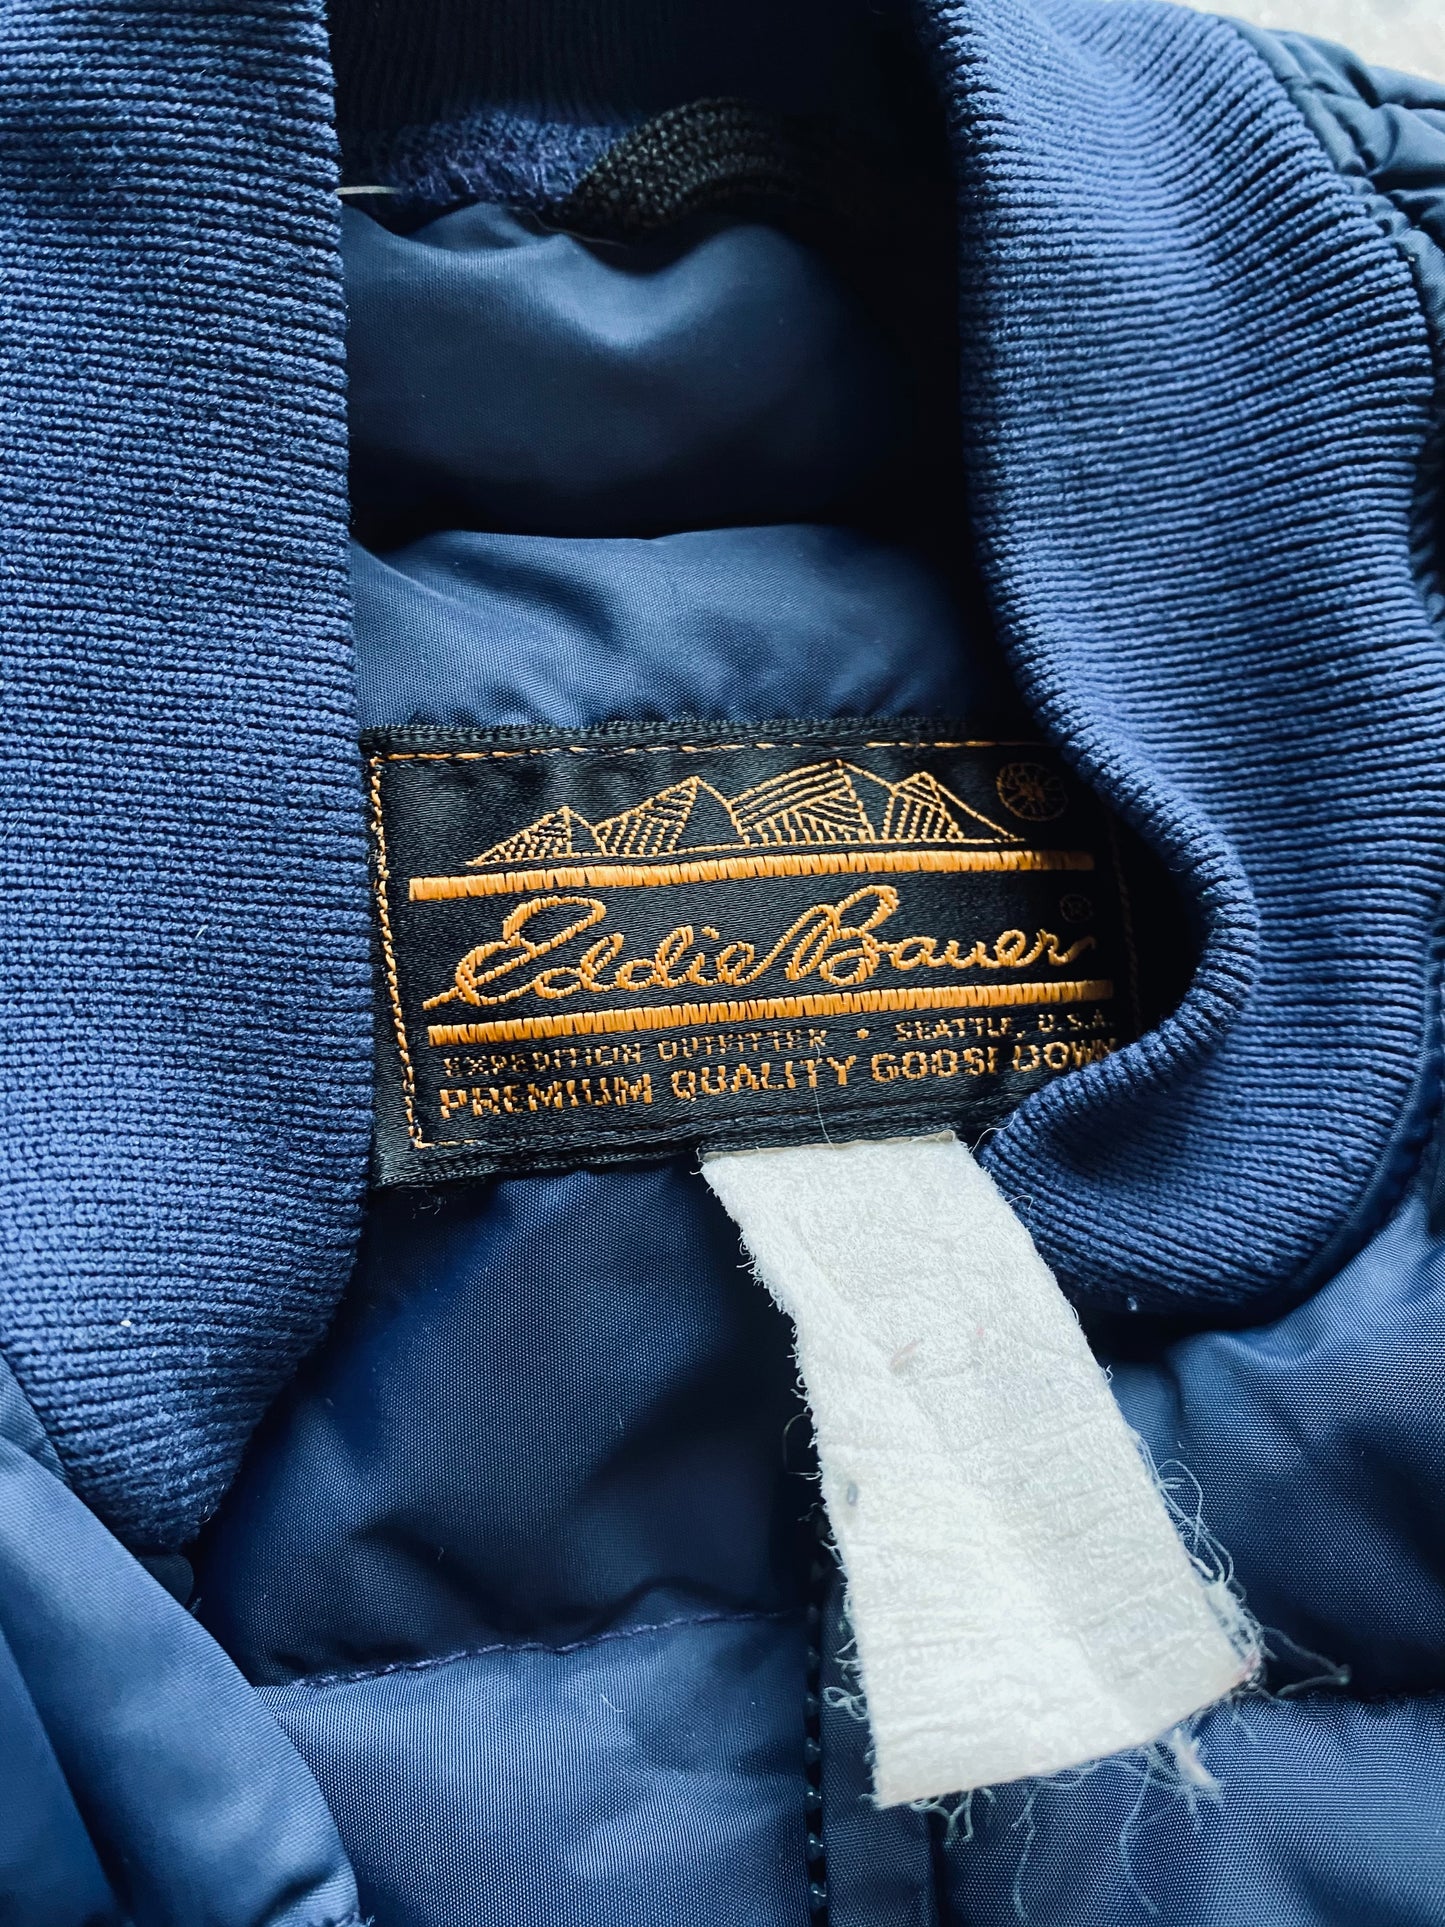 Eddie Bauer ®
EXPEDITION OUTFITTER • SEATTLE, U.S.A.
PREMIUM QUALITY GOOSE DOWN